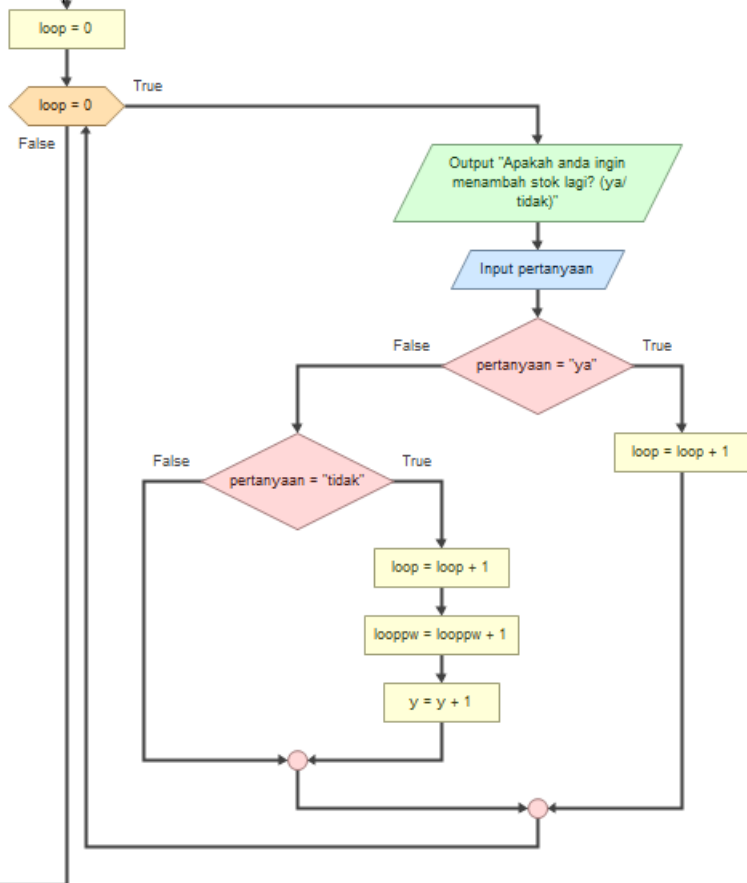 loop = 0
loop = 0
True
False
Output "Apakah anda ingin
menambah stok lagi? (ya/
tidak)"
Input pertanyaan
False
pertanyaan = "ya"
True
loop = loop + 1
False
pertanyaan = "tidak"
True
loop = loop + 1
looppw = looppw + 1
y = y + 1